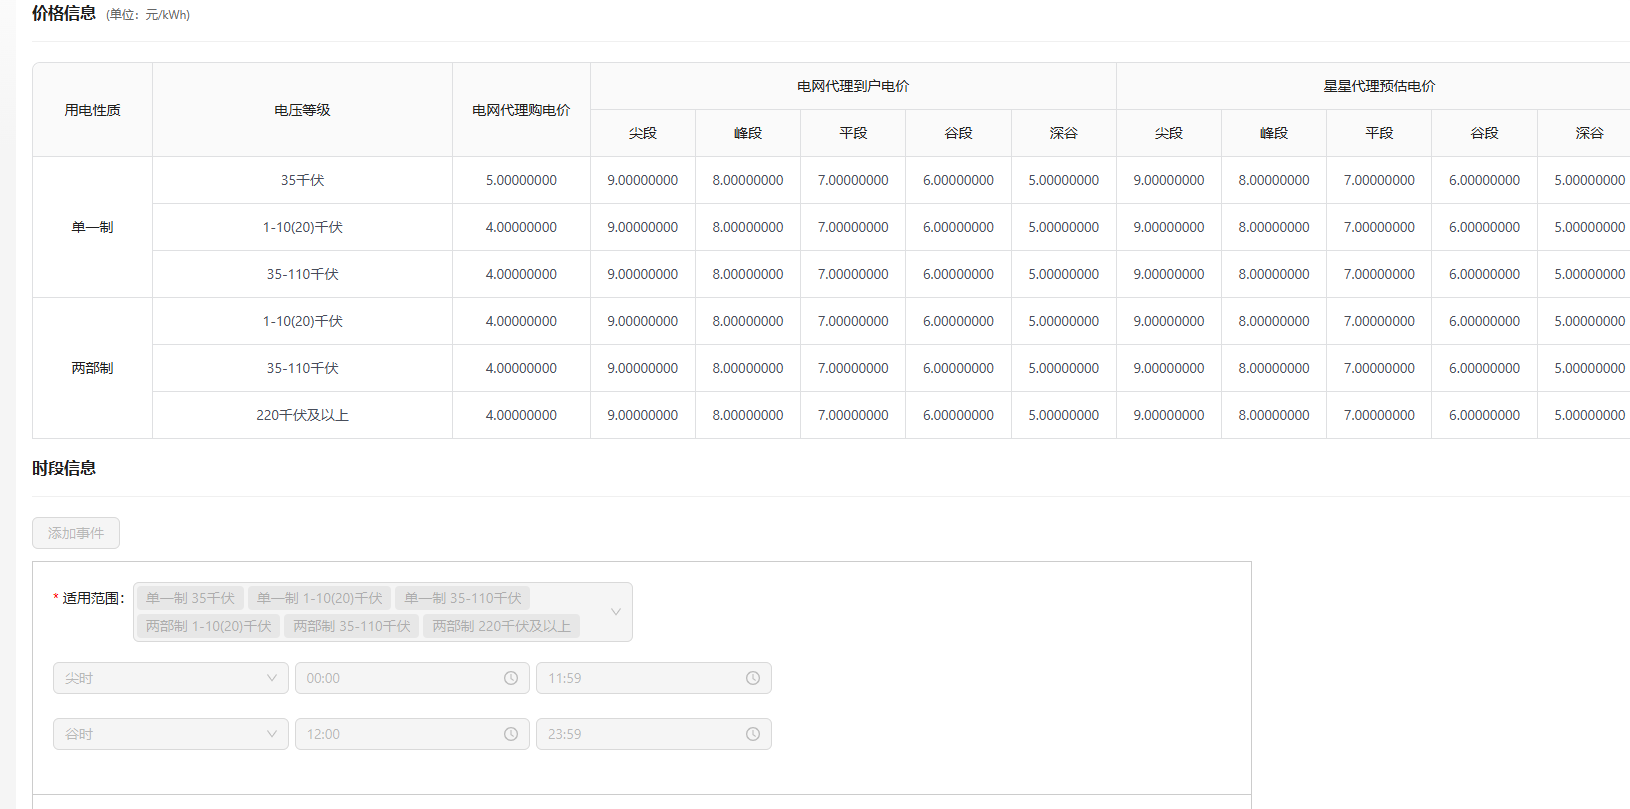 价格信息 (单位：元/kWh)
用电性质 电压等级 电网代理购电价 电网代理到户电价 星星代理预估电价
尖段 峰段 平段 谷段 深谷 尖段 峰段 平段 谷段 深谷
单一制 35千伏 5.00000000 9.00000000 8.00000000 7.00000000 6.00000000 5.00000000 9.00000000 8.00000000 7.00000000 6.00000000 5.00000000
1-10(20)千伏 4.00000000 9.00000000 8.00000000 7.00000000 6.00000000 5.00000000 9.00000000 8.00000000 7.00000000 6.00000000 5.00000000
35-110千伏 4.00000000 9.00000000 8.00000000 7.00000000 6.00000000 5.00000000 9.00000000 8.00000000 7.00000000 6.00000000 5.00000000
两部制 1-10(20)千伏 4.00000000 9.00000000 8.00000000 7.00000000 6.00000000 5.00000000 9.00000000 8.00000000 7.00000000 6.00000000 5.00000000
35-110千伏 4.00000000 9.00000000 8.00000000 7.00000000 6.00000000 5.00000000 9.00000000 8.00000000 7.00000000 6.00000000 5.00000000
220千伏及以上 4.00000000 9.00000000 8.00000000 7.00000000 6.00000000 5.00000000 9.00000000 8.00000000 7.00000000 6.00000000 5.00000000
时段信息
添加事件
* 适用范围： 单一制 35千伏 单一制 1-10(20)千伏 单一制 35-110千伏
两部制 1-10(20)千伏 两部制 35-110千伏 两部制 220千伏及以上
尖时 00:00 11:59
谷时 12:00 23:59